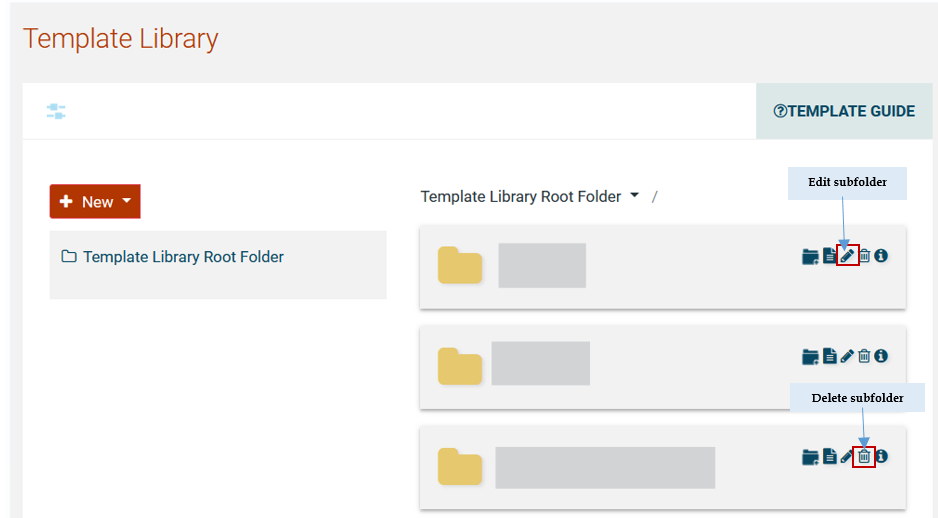 Template Library
TEMPLATE GUIDE
Edit subfolder
New
Template Library Root Folder /
Template Library Root Folder
Delete subfolder